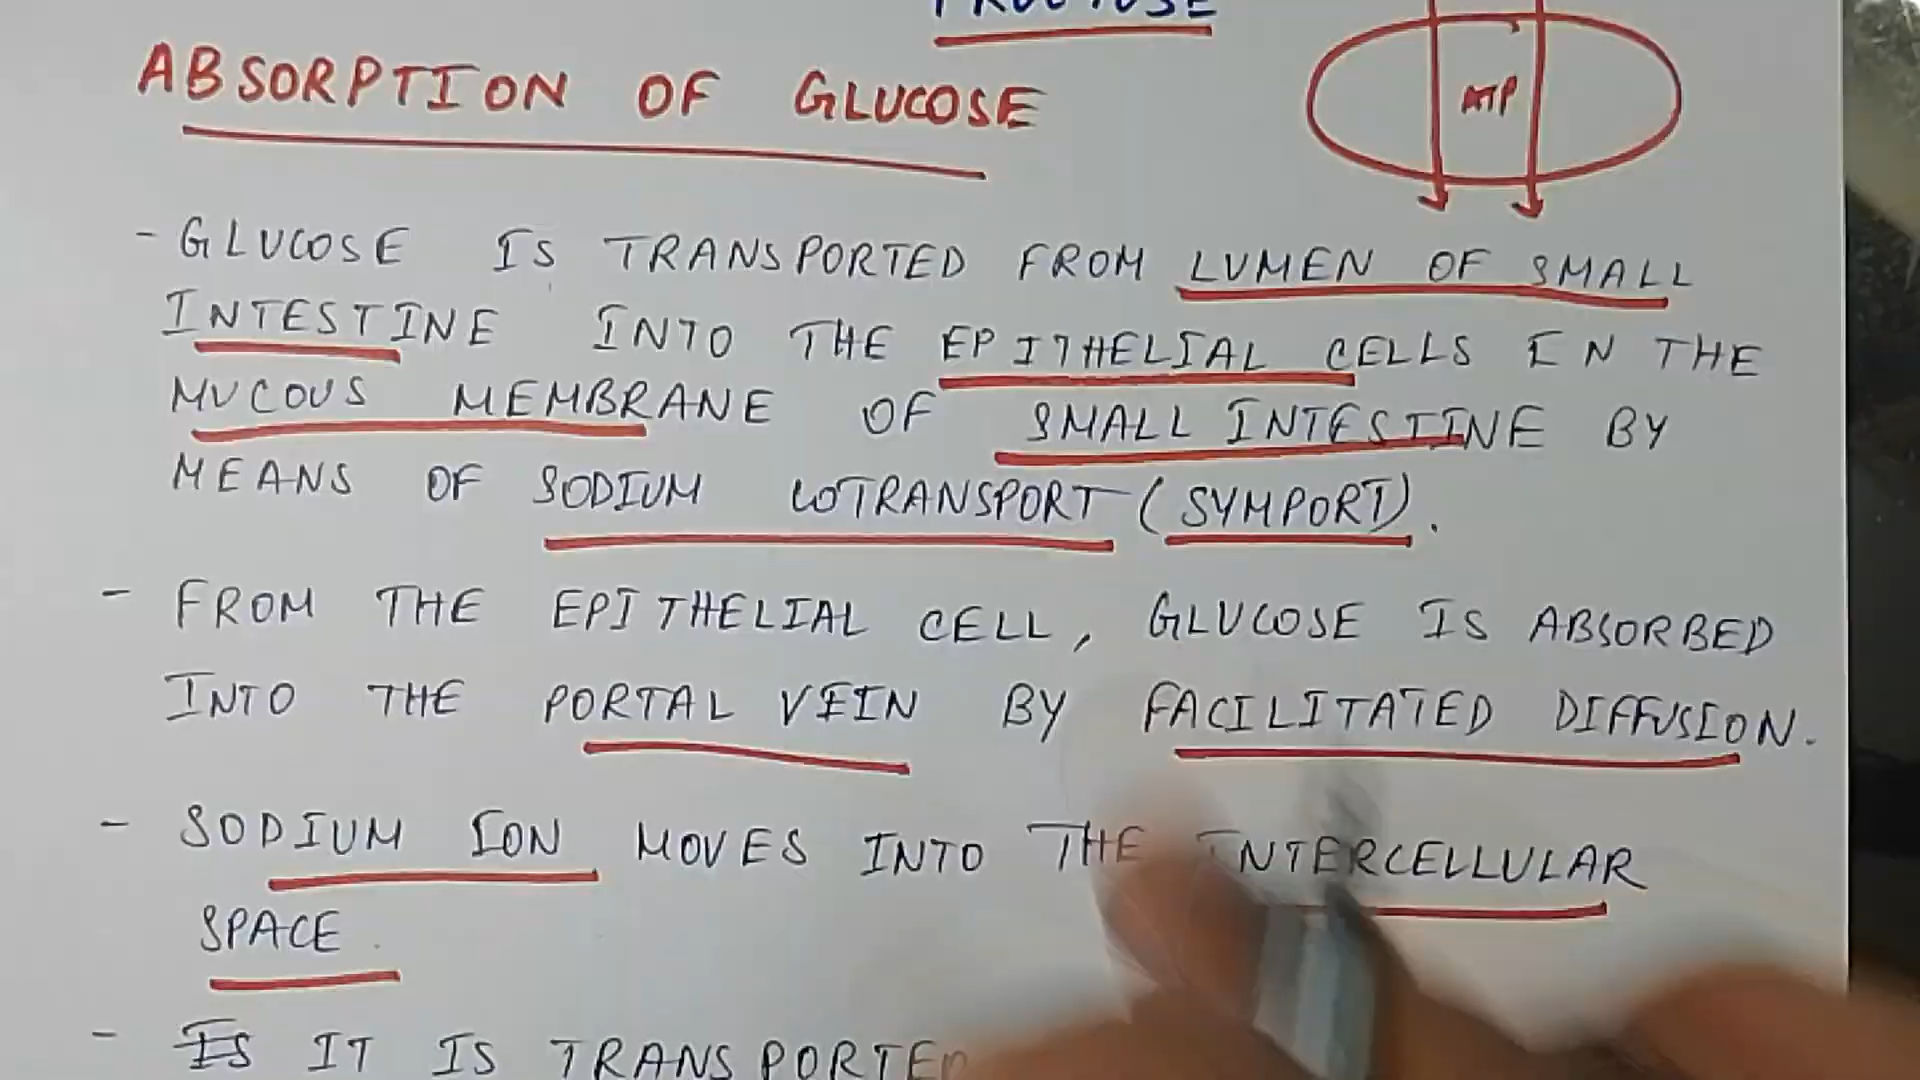 FRUCTOSE
ABSORPTION OF GLUCOSE
ATP
- GLUCOSE IS TRANSPORTED FROM LUMEN OF SMALL
INTESTINE INTO THE EPITHELIAL CELLS IN THE
MUCOUS MEMBRANE OF SMALL INTESTINE BY
MEANS OF SODIUM COTRANSPORT (SYMPORT).
- FROM THE EPITHELIAL CELL, GLUCOSE IS ABSORBED
INTO THE PORTAL VEIN BY FACILITATED DIFFUSION.
- SODIUM ION MOVES INTO THE INTERCELLULAR
SPACE
- IS IT IS TRANSPORTED